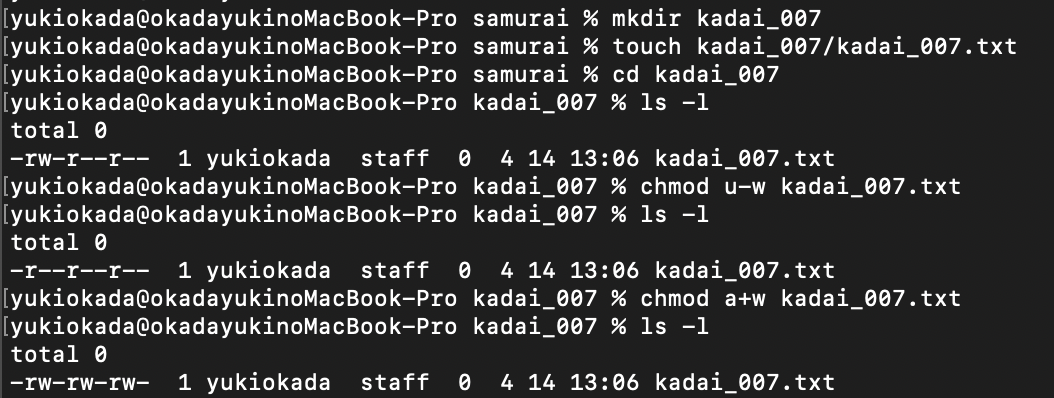 [yukiokada@okadayukinoMacBook-Pro samurai % mkdir kadai_007
[yukiokada@okadayukinoMacBook-Pro samurai % touch kadai_007/kadai_007.txt
[yukiokada@okadayukinoMacBook-Pro samurai % cd kadai_007
[yukiokada@okadayukinoMacBook-Pro kadai_007 % ls -l
total 0
-rw-r--r--  1 yukiokada  staff  0  4 14 13:06 kadai_007.txt
[yukiokada@okadayukinoMacBook-Pro kadai_007 % chmod u-w kadai_007.txt
[yukiokada@okadayukinoMacBook-Pro kadai_007 % ls -l
total 0
-r--r--r--  1 yukiokada  staff  0  4 14 13:06 kadai_007.txt
[yukiokada@okadayukinoMacBook-Pro kadai_007 % chmod a+w kadai_007.txt
[yukiokada@okadayukinoMacBook-Pro kadai_007 % ls -l
total 0
-rw-rw-rw-  1 yukiokada  staff  0  4 14 13:06 kadai_007.txt